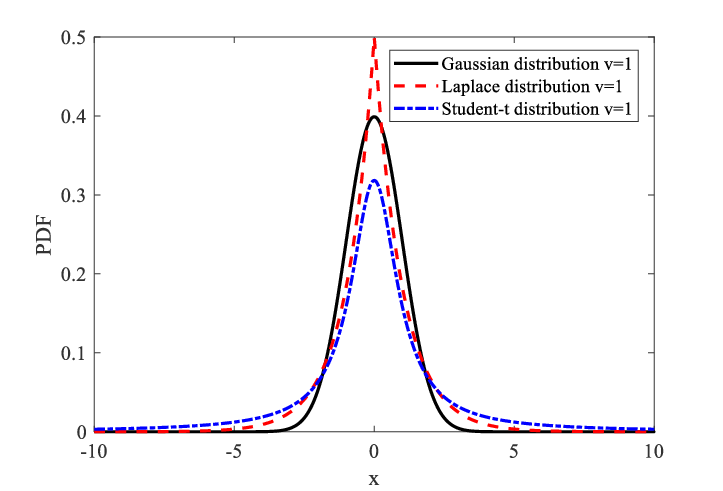 0.5
0.4
0.3
0.2
0.1
0
PDF
Gaussian distribution v=1
Laplace distribution v=1
Student-t distribution v=1
-10
-5
0
5
10
x